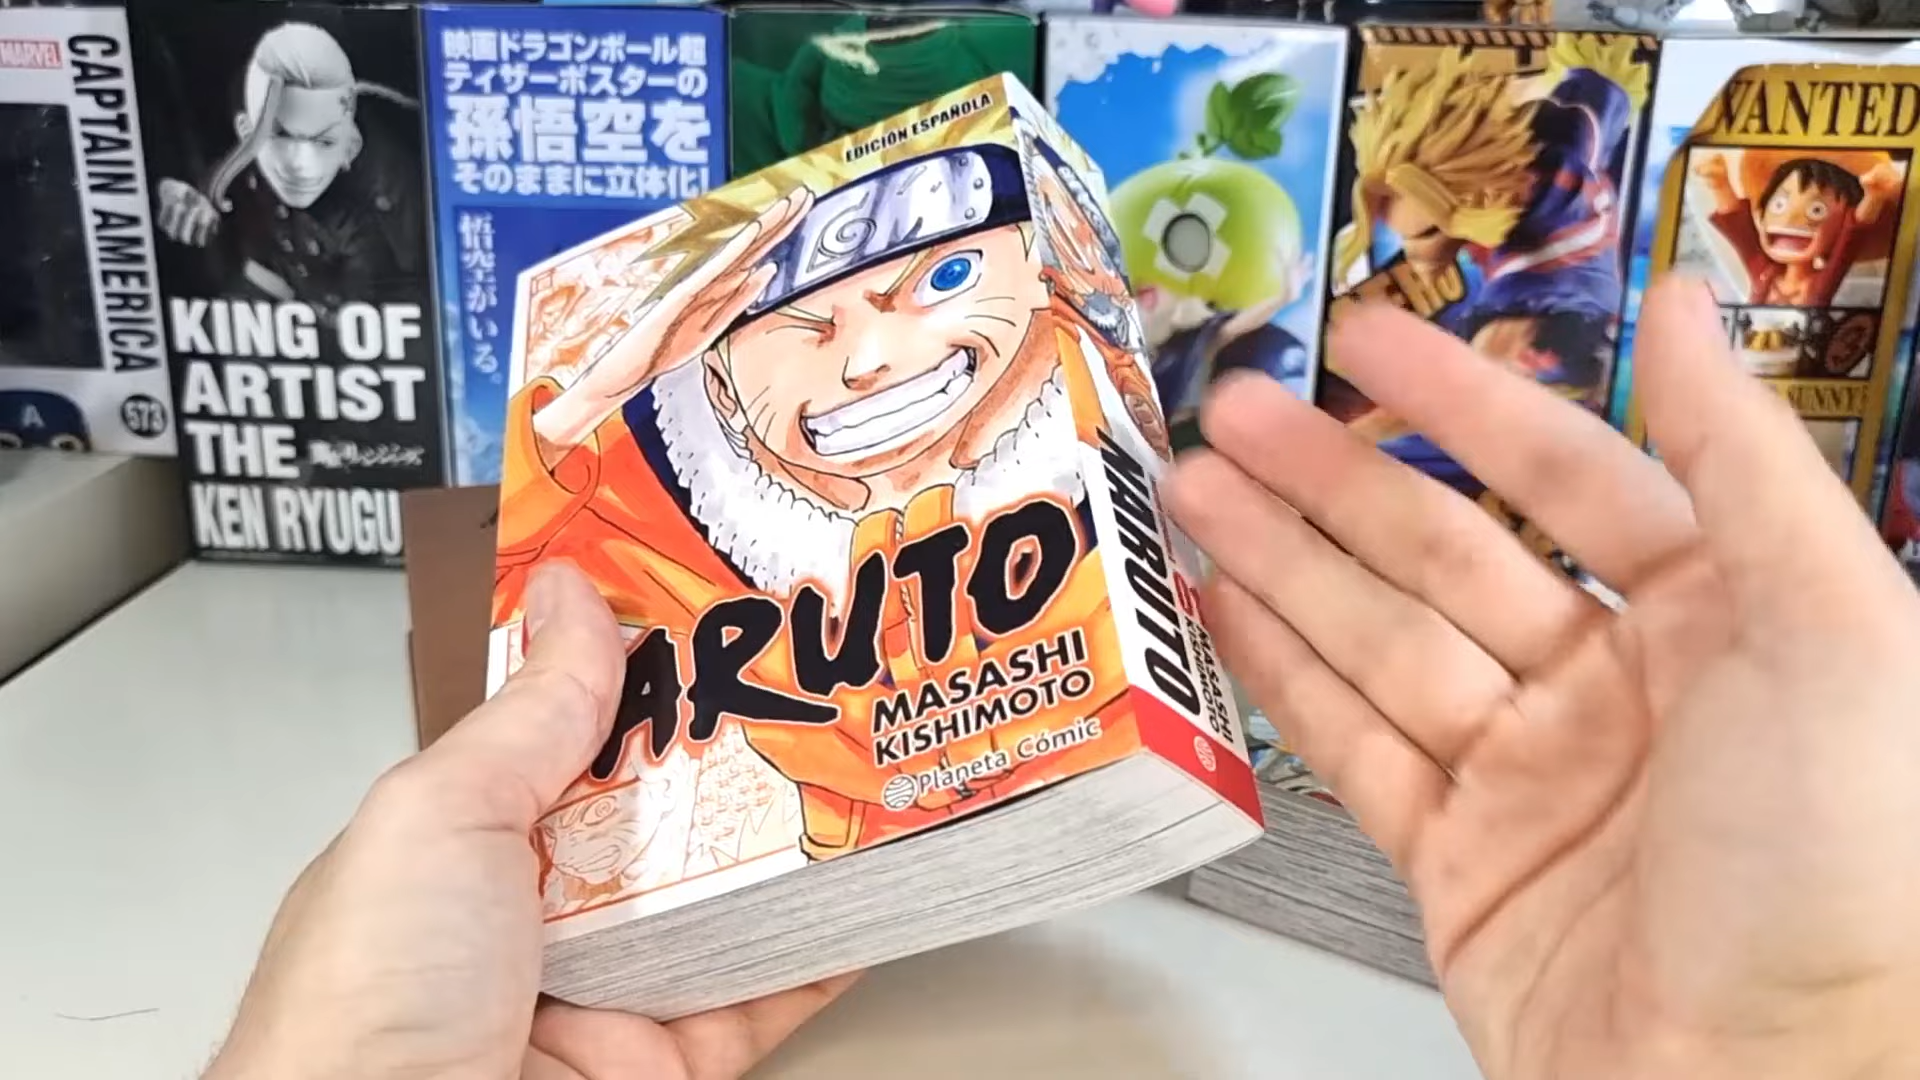 MARVEL
CAPTAIN AMERICA
573
A
KING OF
ARTIST
THE
KEN RYUGU
映画ドラゴンボール超
ティザーポスターの
孫悟空を
そのままに立体化!
悟空がいる。
EDICIÓN ESPAÑOLA
ARUTO
MASASHI
KISHIMOTO
Planeta Cómic
NARUTO
MASASHI
KISHIMOTO
WANTED
SUNNY